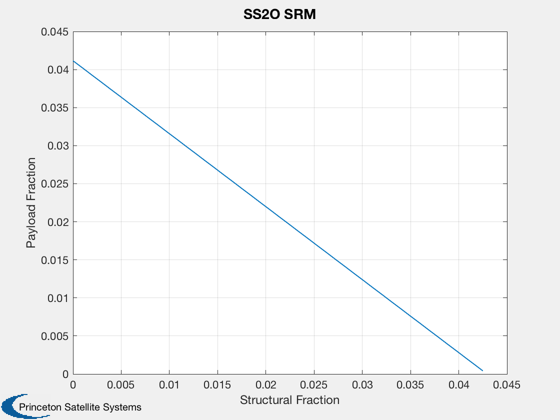 SS2O SRM
Payload Fraction
0.045
0.04
0.035
0.03
0.025
0.02
0.015
0.01
0.005
0
0 0.005 0.01 0.015 0.02 0.025 0.03 0.035 0.04 0.045
Structural Fraction
Princeton Satellite Systems